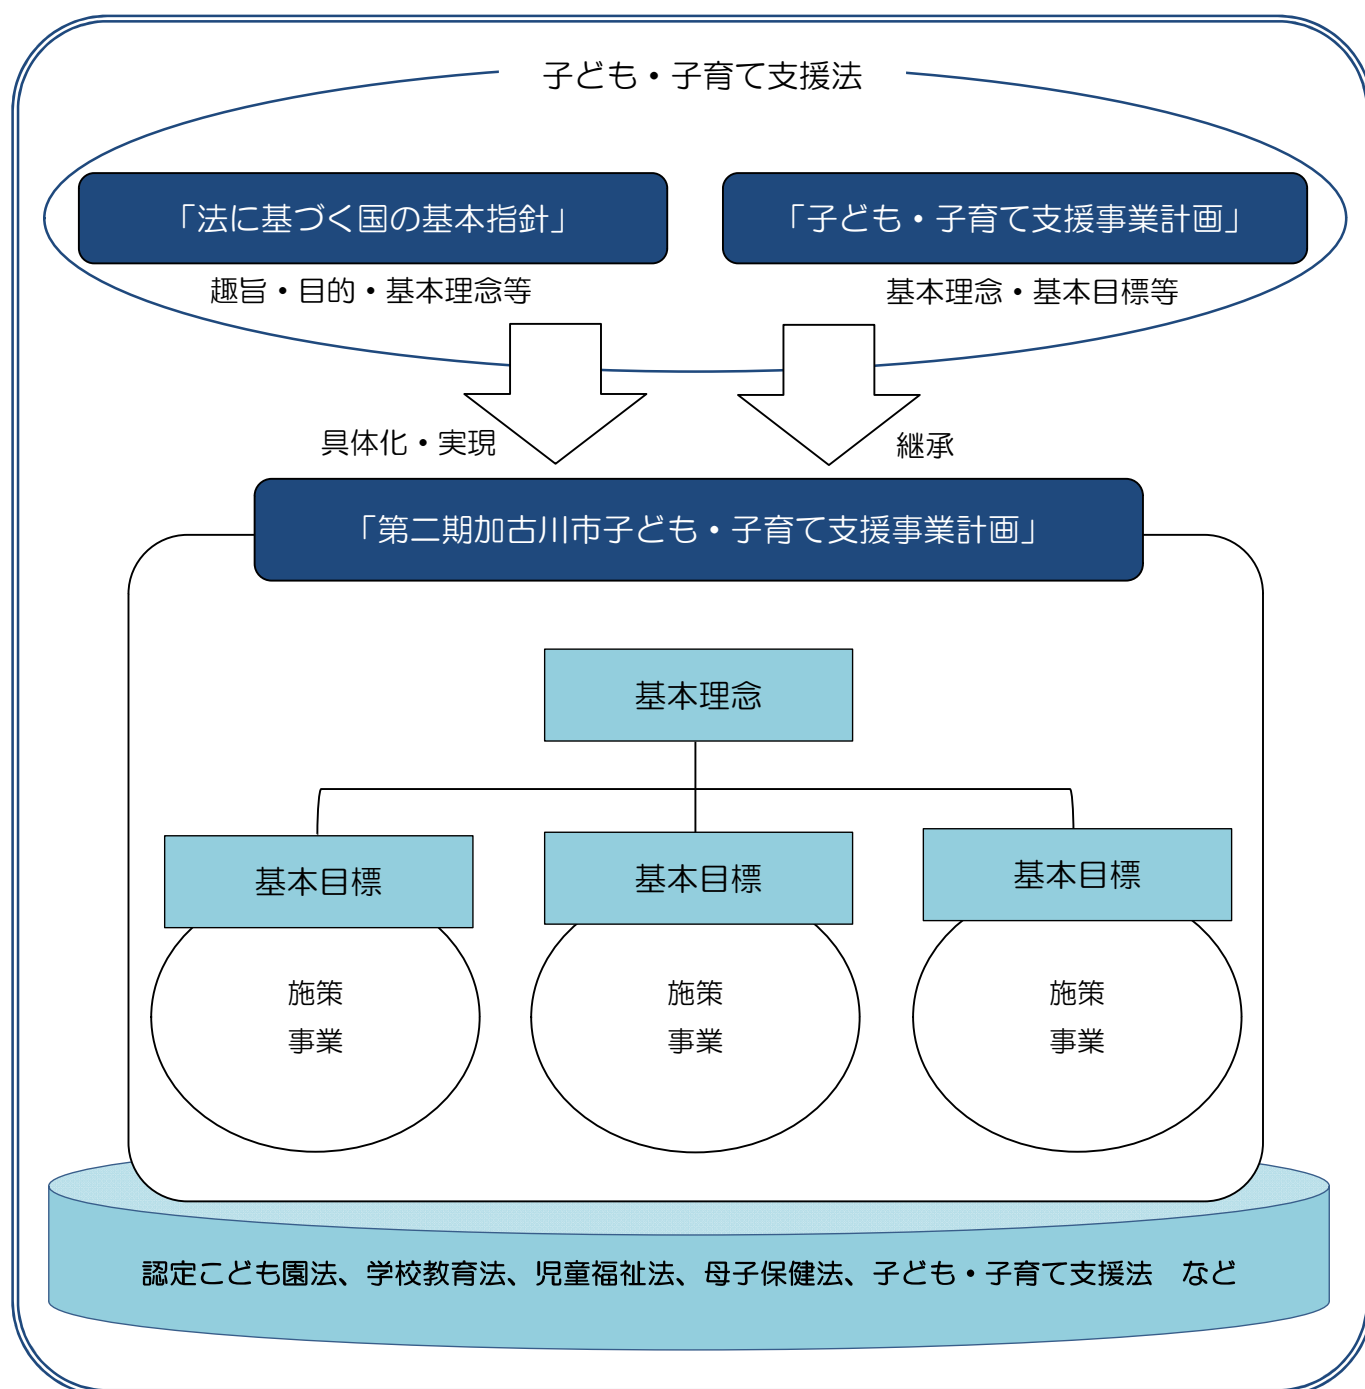 子ども・子育て支援法
「法に基づく国の基本指針」
「子ども・子育て支援事業計画」
趣旨・目的・基本理念等
基本理念・基本目標等
具体化・実現
継承
「第二期加古川市子ども・子育て支援事業計画」
基本理念
基本目標
基本目標
基本目標
施策
事業
施策
事業
施策
事業
認定こども園法、学校教育法、児童福祉法、母子保健法、子ども・子育て支援法　など